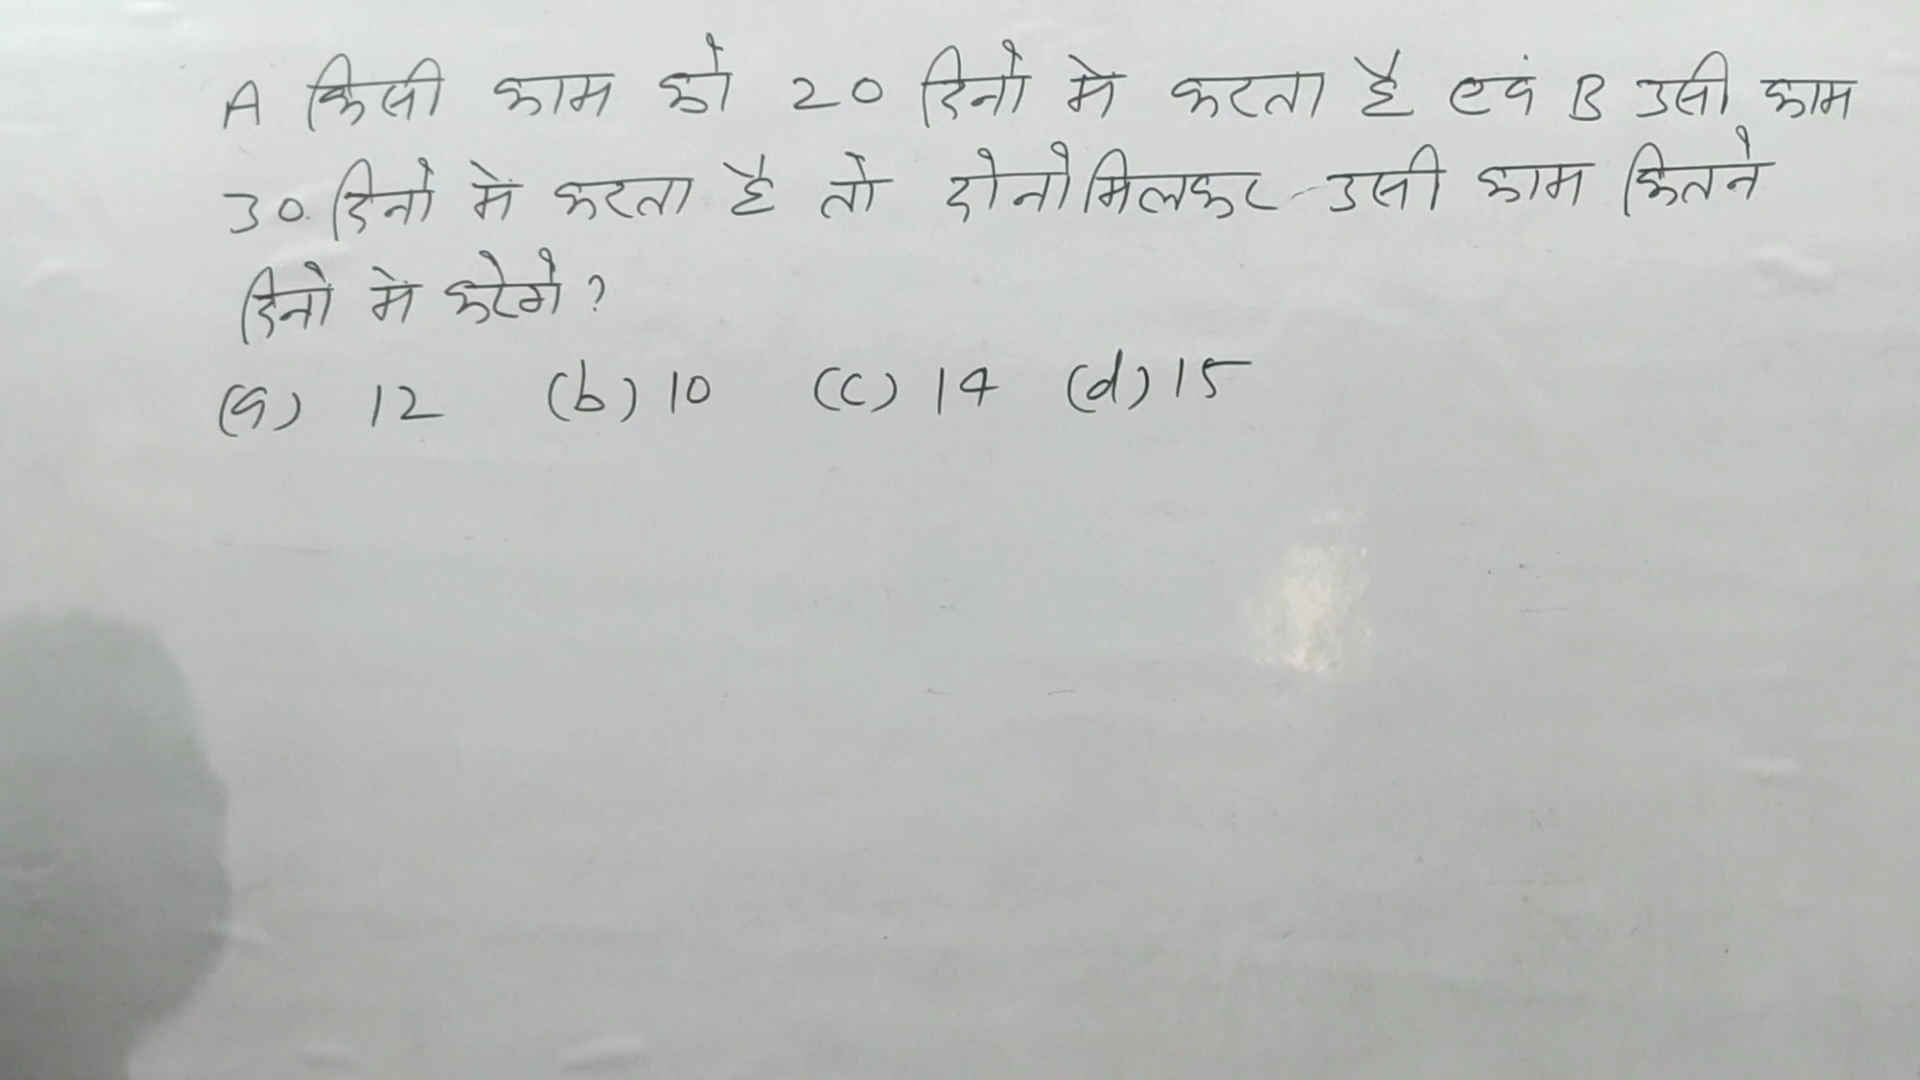 A किसी काम को 20 दिनों मे करता है एवं B उसी काम
30 दिनों में करता है तो दोनों मिलकर उसी काम कितने
दिनों में करेंगे?
(a) 12 (b) 10 (c) 14 (d) 15